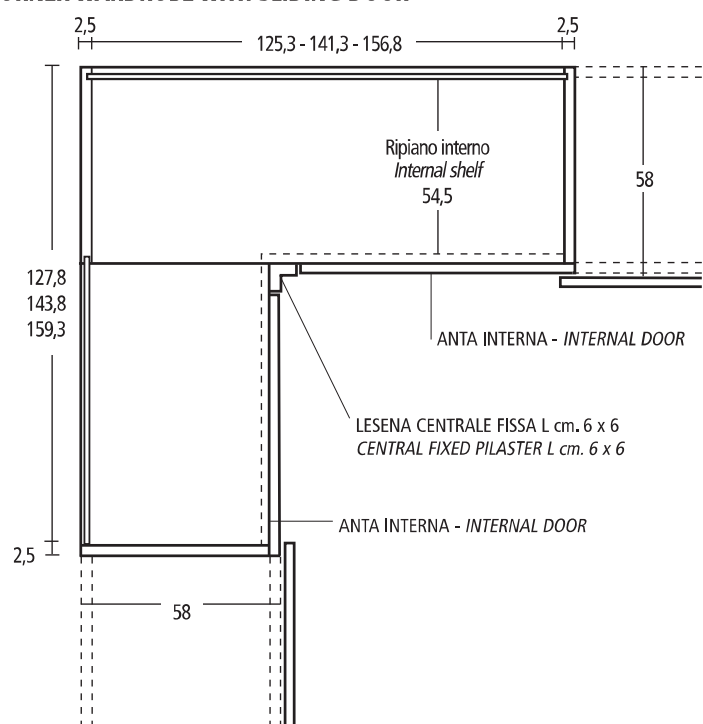 2,5
2,5
125,3 - 141,3 - 156,8
Ripiano interno
Internal shelf
54,5
58
127,8
143,8
159,3
ANTA INTERNA - INTERNAL DOOR
LESENA CENTRALE FISSA L cm. 6 x 6
CENTRAL FIXED PILASTER L cm. 6 x 6
ANTA INTERNA - INTERNAL DOOR
2,5
58